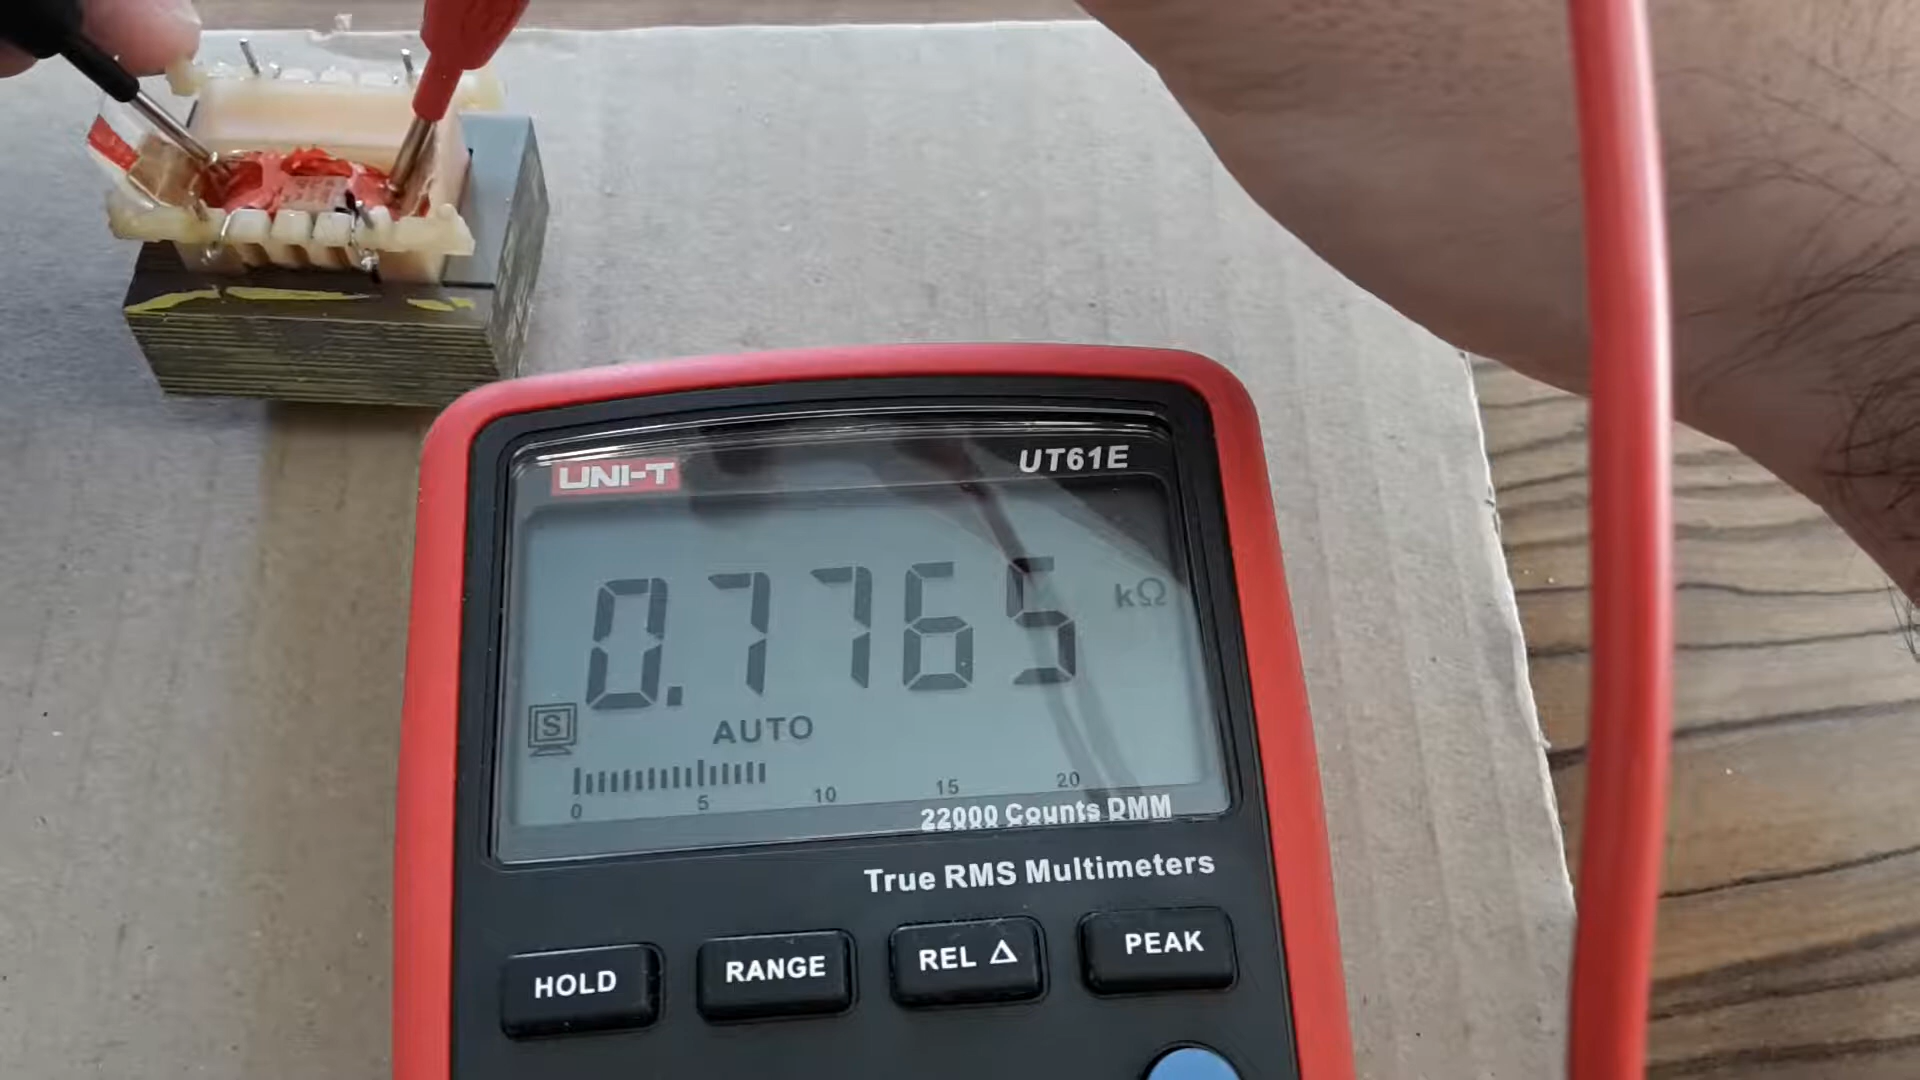 UNI-T
UT61E
0.7765 kΩ
S
AUTO
0 5 10 15 20
22000 Counts DMM
True RMS Multimeters
HOLD RANGE REL Δ PEAK